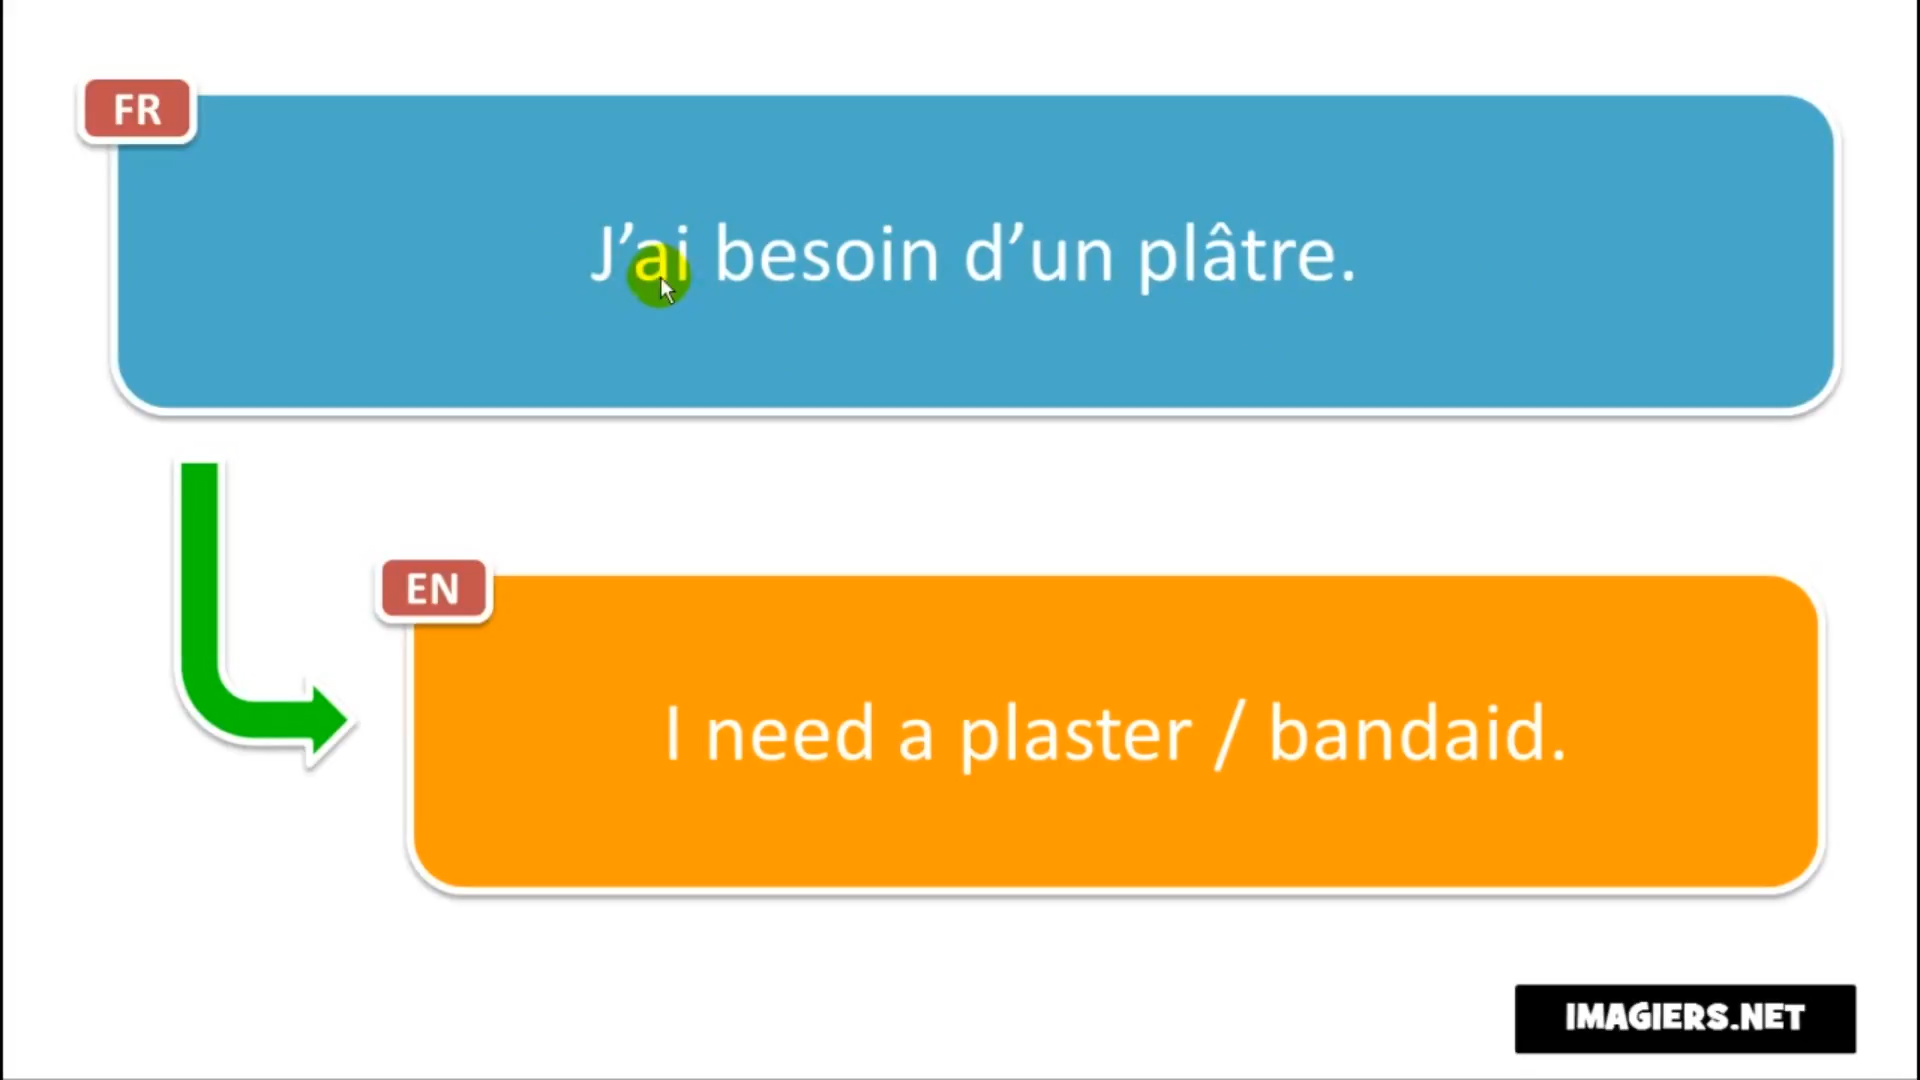 FR
J’ai besoin d’un plâtre.
EN
I need a plaster / bandaid.
IMAGIERS.NET